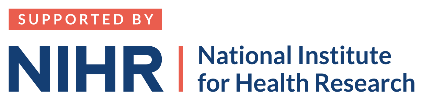 SUPPORTED BY
NIHR
National Institute
for Health Research